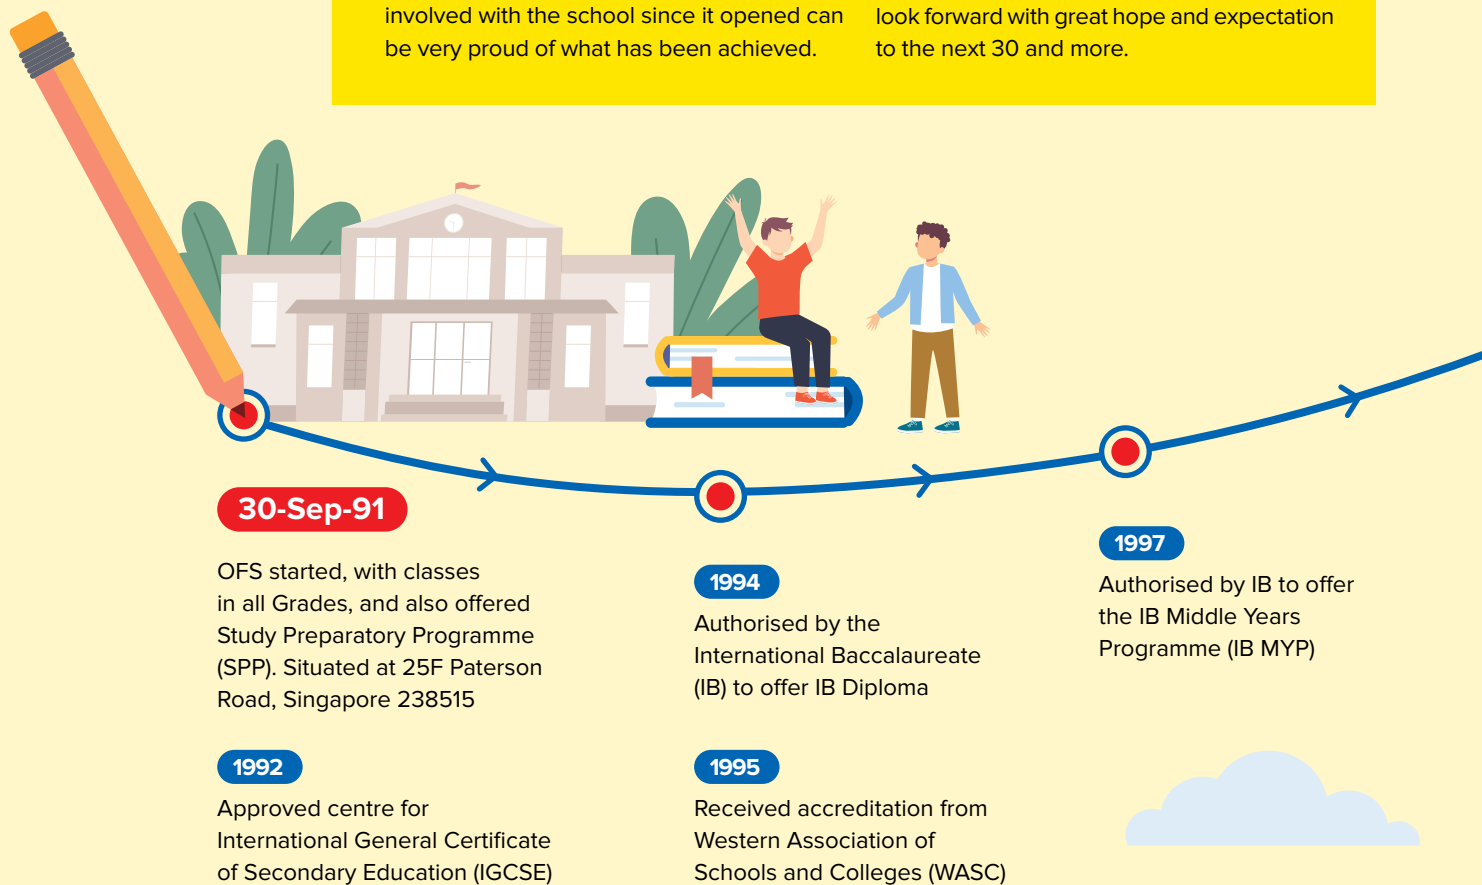 involved with the school since it opened can
be very proud of what has been achieved.
look forward with great hope and expectation
to the next 30 and more.
30-Sep-91
OFS started, with classes
in all Grades, and also offered
Study Preparatory Programme
(SPP). Situated at 25F Paterson
Road, Singapore 238515
1992
Approved centre for
International General Certificate
of Secondary Education (IGCSE)
1994
Authorised by the
International Baccalaureate
(IB) to offer IB Diploma
1995
Received accreditation from
Western Association of
Schools and Colleges (WASC)
1997
Authorised by IB to offer
the IB Middle Years
Programme (IB MYP)